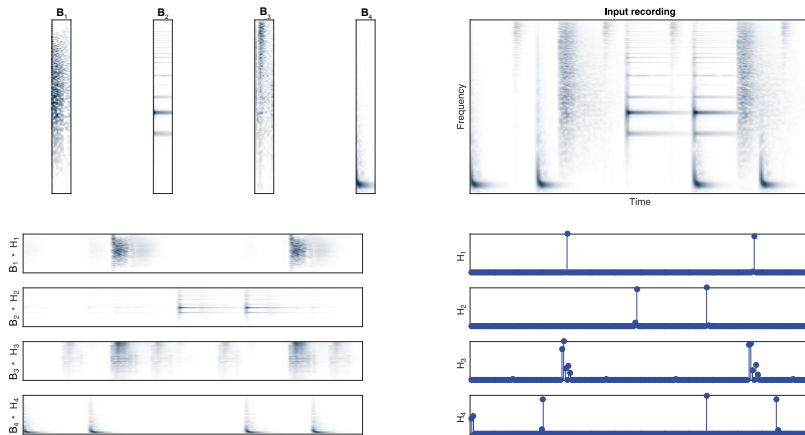 B₁
B₂
B₃
B₄
Input recording
Frequency
Time
B₁ * H₁
H₁
B₂ * H₂
H₂
B₃ * H₃
H₃
B₄ * H₄
H₄